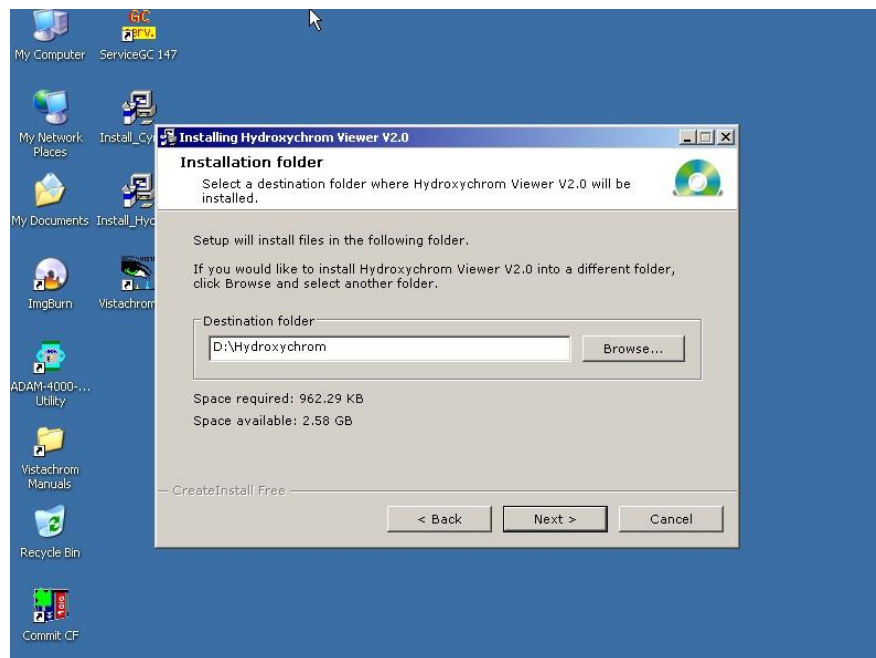 GC
serv.
My Computer
ServiceGC 147
My Network
Places
Install_Cy
My Documents
Install_Hyd
ImgBurn
Vistachrom
ADAM-4000-...
Utility
Vistachrom
Manuals
Recycle Bin
Commit CF
Installing Hydroxychrom Viewer V2.0
Installation folder
Select a destination folder where Hydroxychrom Viewer V2.0 will be
installed.
Setup will install files in the following folder.
If you would like to install Hydroxychrom Viewer V2.0 into a different folder,
click Browse and select another folder.
Destination folder
D:\Hydroxychrom
Browse...
Space required: 962.29 KB
Space available: 2.58 GB
CreateInstall Free
< Back
Next >
Cancel